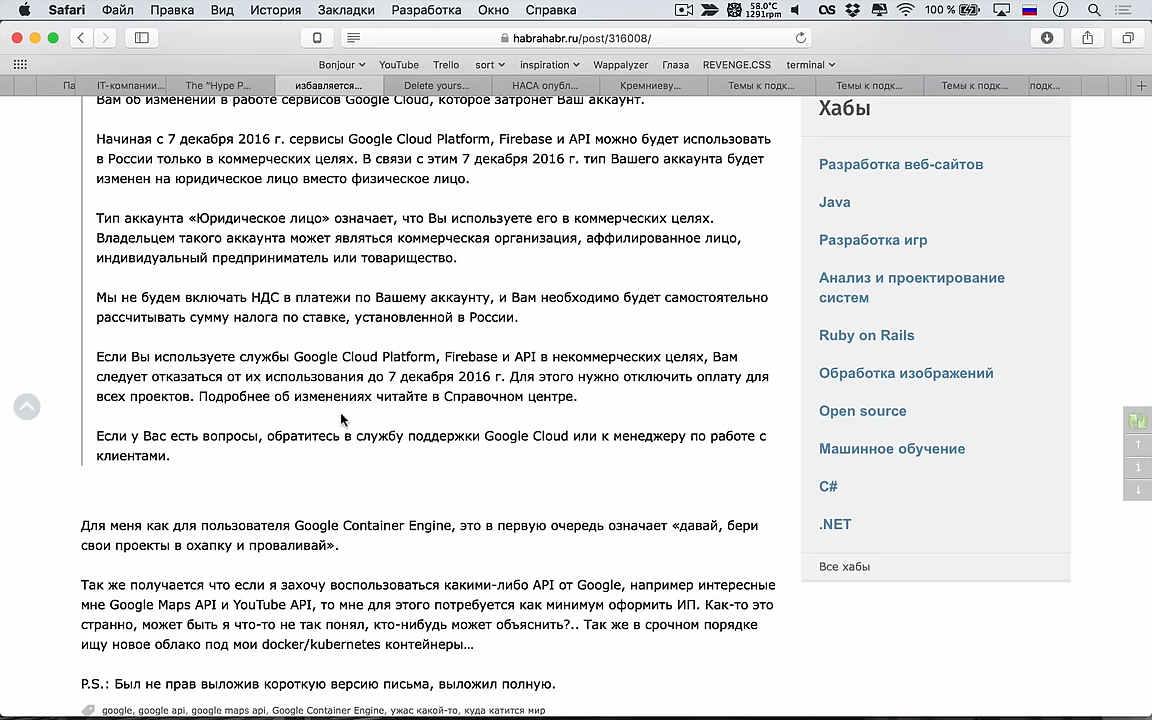 Safari Файл Правка Вид История Закладки Разработка Окно Справка 58.0°C 1291rpm 100 %
habrahabr.ru/post/316008/
Bonjour YouTube Trello sort inspiration Wappalyzer Глаза REVENGE.CSS terminal
Па IT-компании... The "Hype P... избавляется... Delete yours... НАСА опубл... Кремниеву... Темы к подк... Темы к подк... Темы к подк... подк...
Вам об изменении в работе сервисов Google Cloud, которое затронет Ваш аккаунт.
Начиная с 7 декабря 2016 г. сервисы Google Cloud Platform, Firebase и API можно будет использовать
в России только в коммерческих целях. В связи с этим 7 декабря 2016 г. тип Вашего аккаунта будет
изменен на юридическое лицо вместо физическое лицо.
Тип аккаунта «Юридическое лицо» означает, что Вы используете его в коммерческих целях.
Владельцем такого аккаунта может являться коммерческая организация, аффилированное лицо,
индивидуальный предприниматель или товарищество.
Мы не будем включать НДС в платежи по Вашему аккаунту, и Вам необходимо будет самостоятельно
рассчитывать сумму налога по ставке, установленной в России.
Если Вы используете службы Google Cloud Platform, Firebase и API в некоммерческих целях, Вам
следует отказаться от их использования до 7 декабря 2016 г. Для этого нужно отключить оплату для
всех проектов. Подробнее об изменениях читайте в Справочном центре.
Если у Вас есть вопросы, обратитесь в службу поддержки Google Cloud или к менеджеру по работе с
клиентами.
Для меня как для пользователя Google Container Engine, это в первую очередь означает «давай, бери
свои проекты в охапку и проваливай».
Так же получается что если я захочу воспользоваться какими-либо API от Google, например интересные
мне Google Maps API и YouTube API, то мне для этого потребуется как минимум оформить ИП. Как-то это
странно, может быть я что-то не так понял, кто-нибудь может объяснить?.. Так же в срочном порядке
ищу новое облако под мои docker/kubernetes контейнеры...
P.S.: Был не прав выложив короткую версию письма, выложил полную.
google, google api, google maps api, Google Container Engine, ужас какой-то, куда катится мир
Хабы
Разработка веб-сайтов
Java
Разработка игр
Анализ и проектирование
систем
Ruby on Rails
Обработка изображений
Open source
Машинное обучение
C#
.NET
Все хабы
1